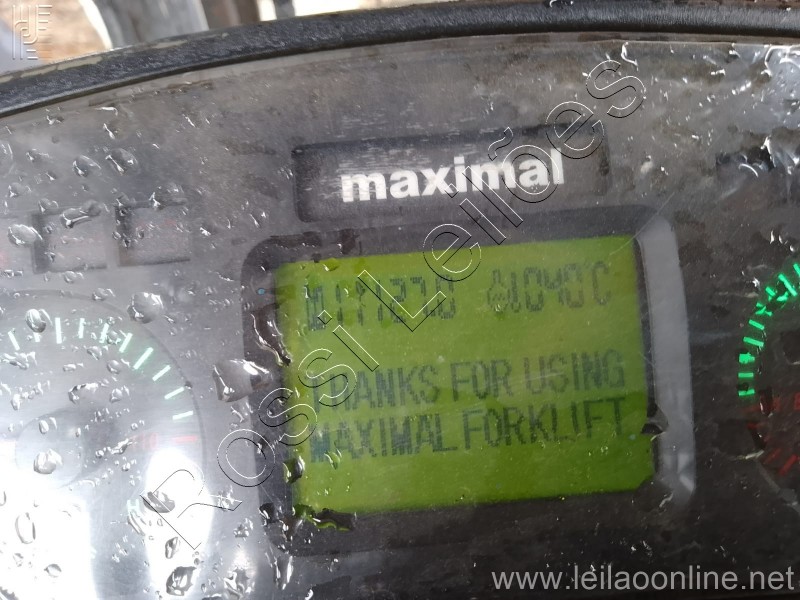 maximal
THANKS FOR USING
MAXIMAL FORKLIFT
Rossi Leilões
www.leilaoonline.net